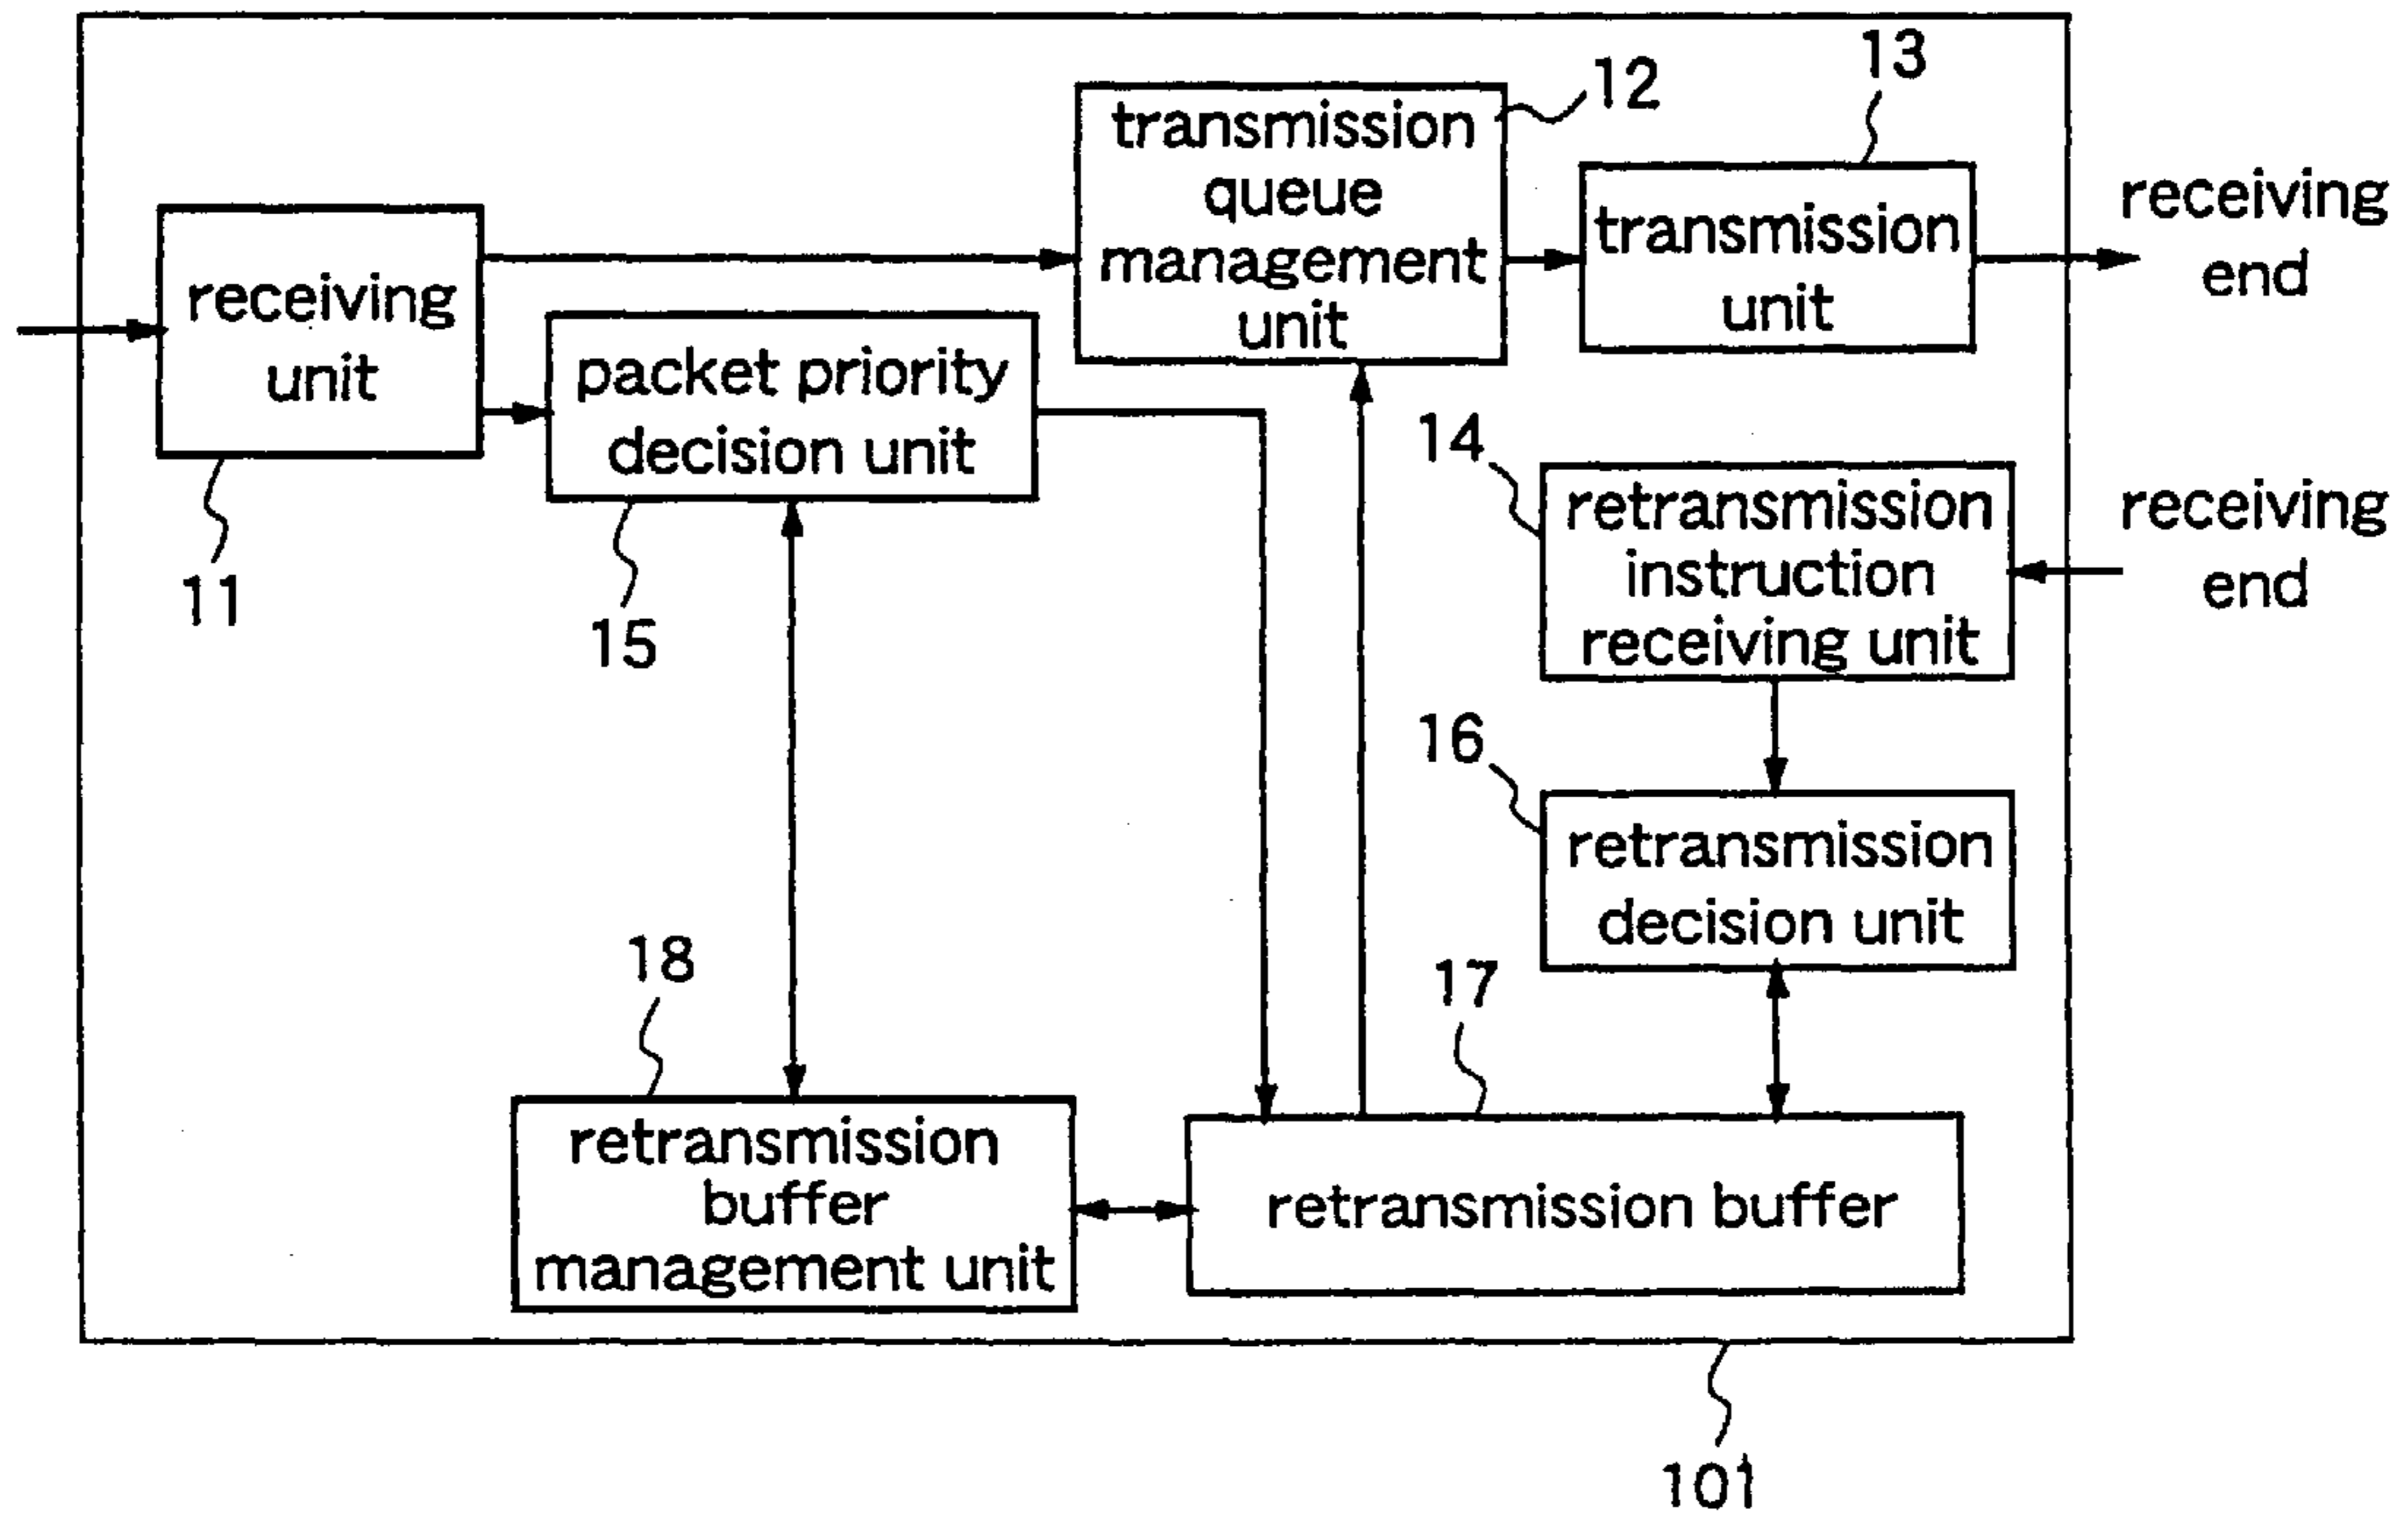 13
12
transmission
queue
management
unit
transmission
unit
receiving
end
receiving
unit
11
packet priority
decision unit
15
14
retransmission
instruction
receiving unit
receiving
end
16
retransmission
decision unit
18
17
retransmission
buffer
management unit
retransmission buffer
101